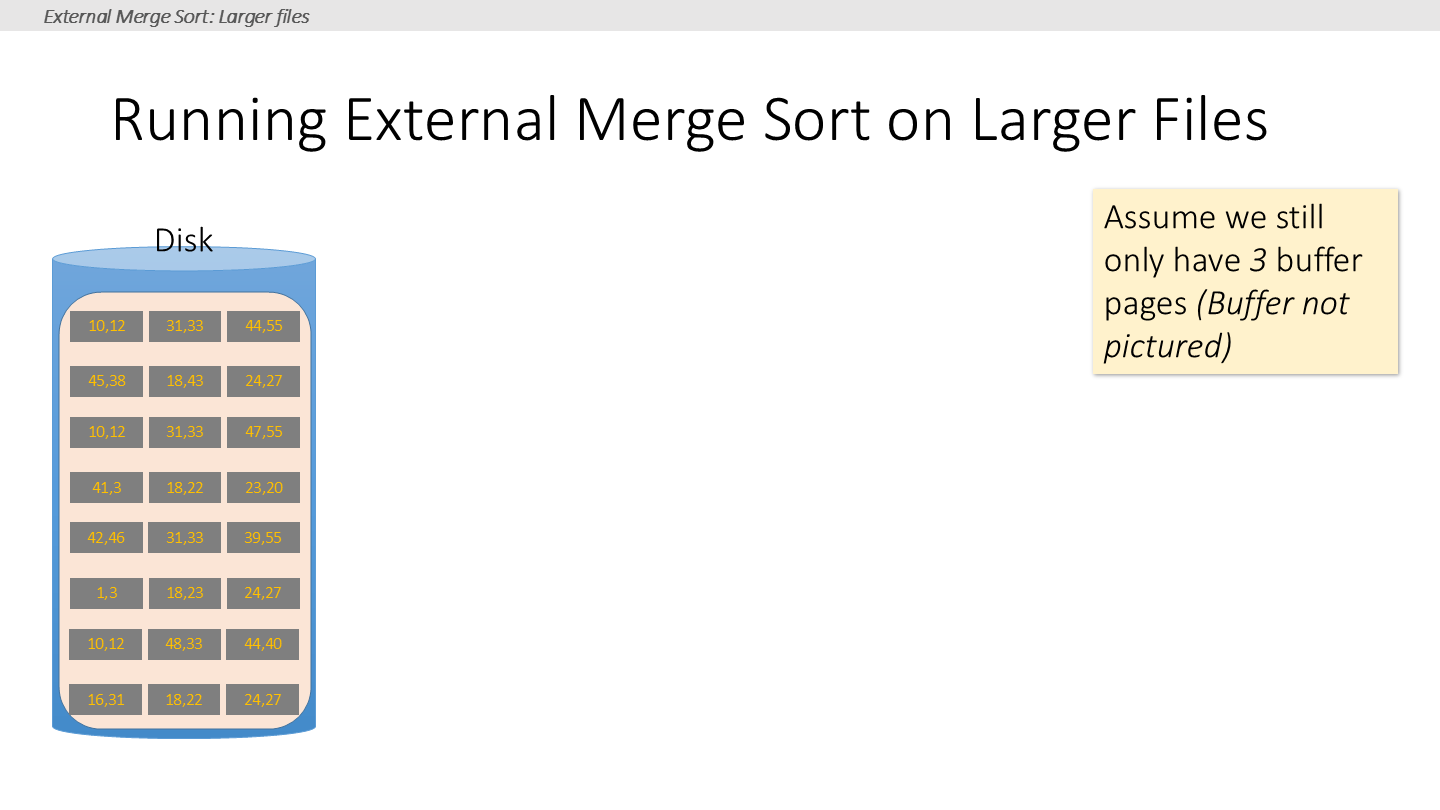 External Merge Sort: Larger files
Running External Merge Sort on Larger Files
Disk
Assume we still
only have 3 buffer
pages (Buffer not
pictured)
10,12 31,33 44,55
45,38 18,43 24,27
10,12 31,33 47,55
41,3 18,22 23,20
42,46 31,33 39,55
1,3 18,23 24,27
10,12 48,33 44,40
16,31 18,22 24,27